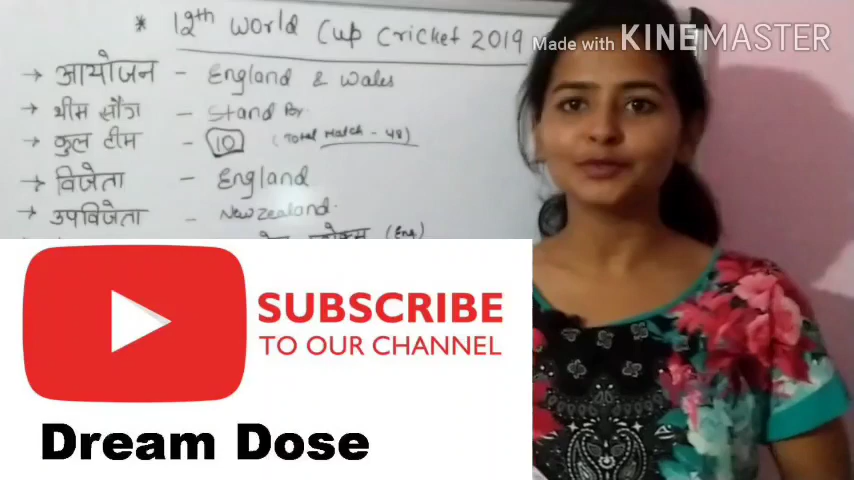 * 12th World Cup Cricket 2019
Made with KINEMASTER
→ आयोजन - England & Wales
→ थीम सौंग - Stand By.
→ कुल टीम - 10 (Total Match - 48)
→ विजेता - England
→ उपविजेता - Newzealand.
(Eng)
SUBSCRIBE
TO OUR CHANNEL
Dream Dose